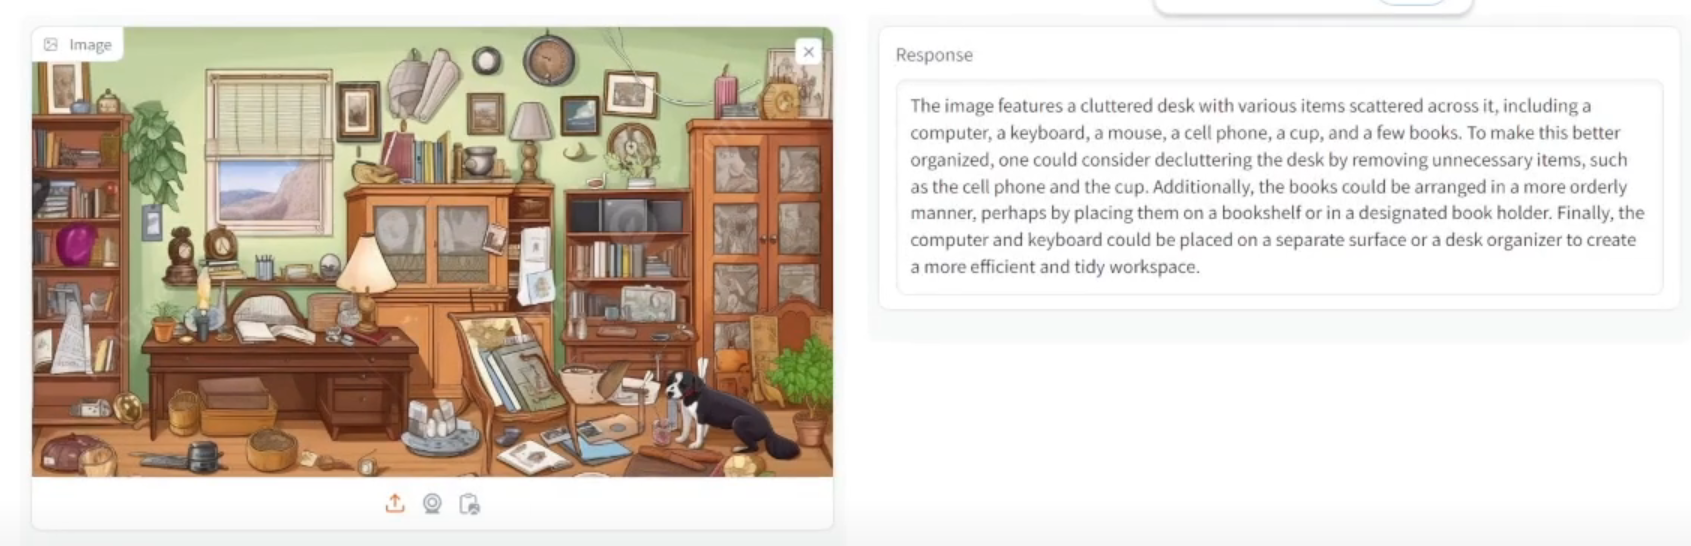 Image
Response
The image features a cluttered desk with various items scattered across it, including a
computer, a keyboard, a mouse, a cell phone, a cup, and a few books. To make this better
organized, one could consider decluttering the desk by removing unnecessary items, such
as the cell phone and the cup. Additionally, the books could be arranged in a more orderly
manner, perhaps by placing them on a bookshelf or in a designated book holder. Finally, the
computer and keyboard could be placed on a separate surface or a desk organizer to create
a more efficient and tidy workspace.